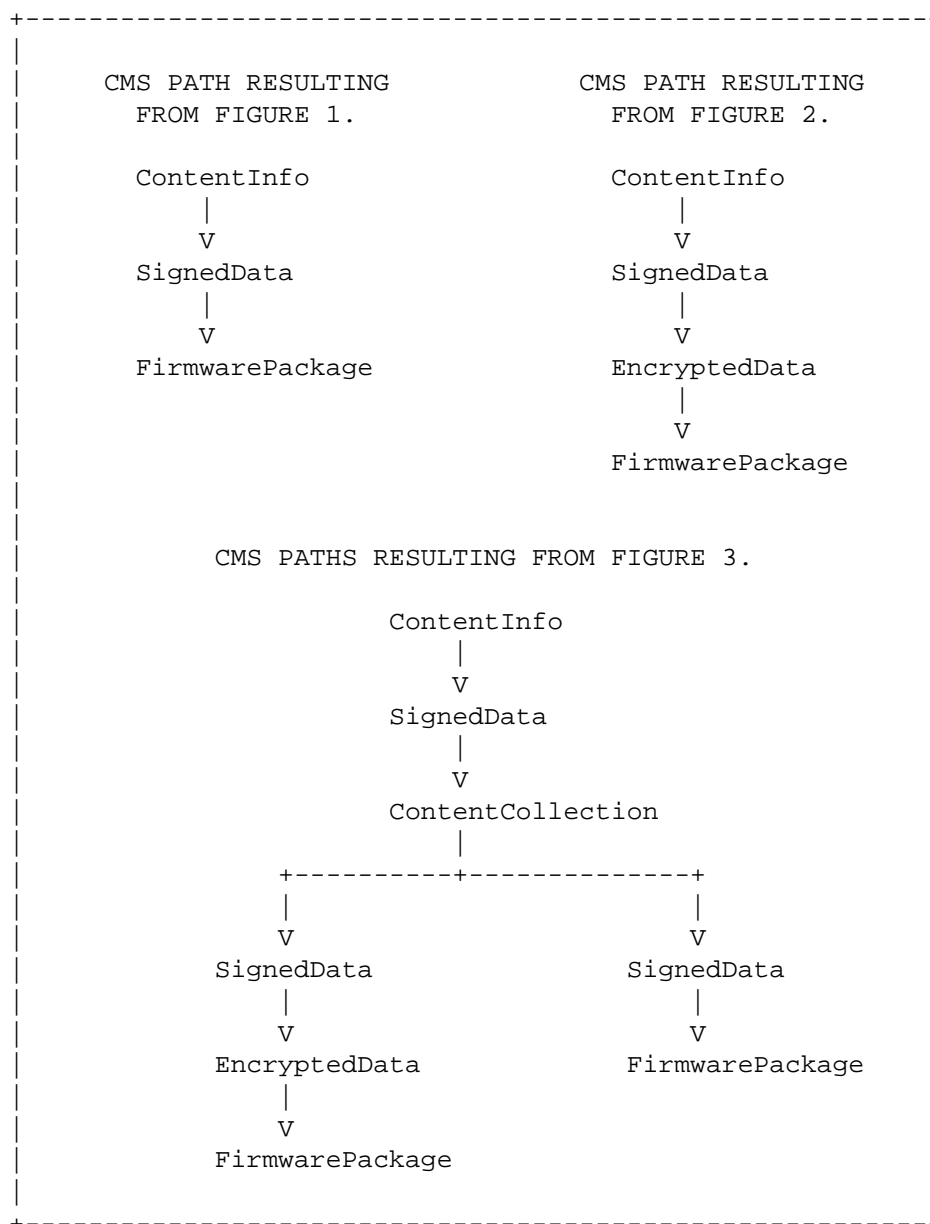 CMS PATH RESULTING CMS PATH RESULTING
FROM FIGURE 1. FROM FIGURE 2.
ContentInfo ContentInfo
| |
V V
SignedData SignedData
| |
V V
FirmwarePackage EncryptedData
|
V
FirmwarePackage
CMS PATHS RESULTING FROM FIGURE 3.
ContentInfo
|
V
SignedData
|
V
ContentCollection
|
+----------+--------------+
| |
V V
SignedData SignedData
| |
V V
EncryptedData FirmwarePackage
|
V
FirmwarePackage